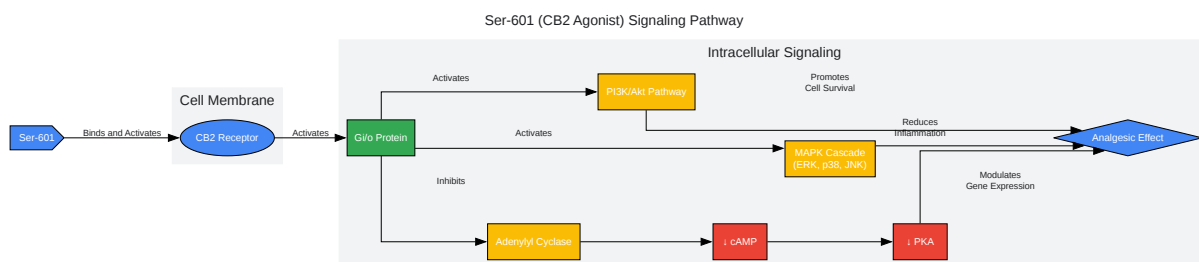 Ser-601 (CB2 Agonist) Signaling Pathway
Intracellular Signaling
Cell Membrane
Ser-601
Binds and Activates
CB2 Receptor
Activates
Gi/o Protein
Activates
PI3K/Akt Pathway
Promotes
Cell Survival
Activates
MAPK Cascade
(ERK, p38, JNK)
Reduces
Inflammation
Analgesic Effect
Inhibits
Adenylyl Cyclase
↓ cAMP
↓ PKA
Modulates
Gene Expression